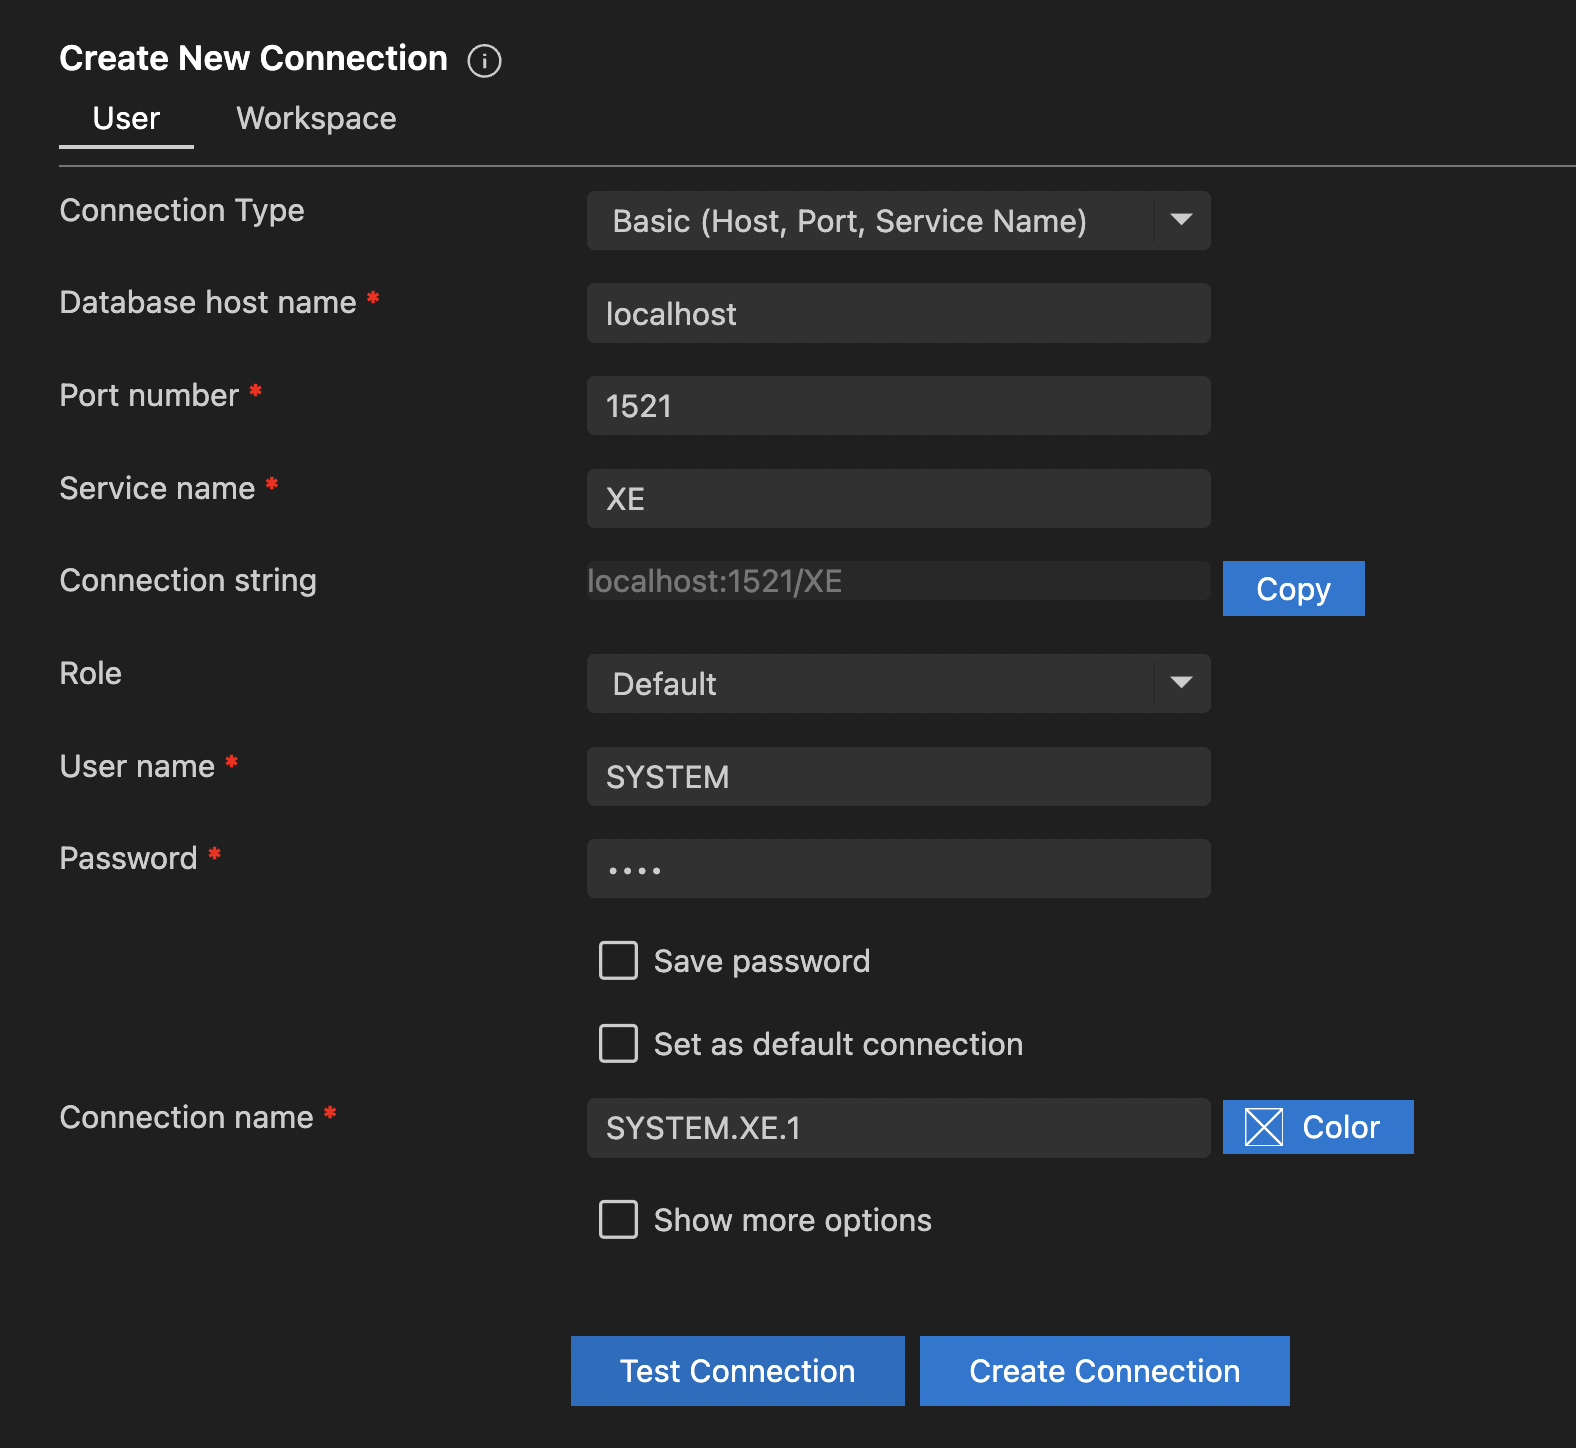 Create New Connection
User Workspace
Connection Type Basic (Host, Port, Service Name)
Database host name * localhost
Port number * 1521
Service name * XE
Connection string localhost:1521/XE Copy
Role Default
User name * SYSTEM
Password * ••••
Save password
Set as default connection
Connection name * SYSTEM.XE.1 Color
Show more options
Test Connection Create Connection